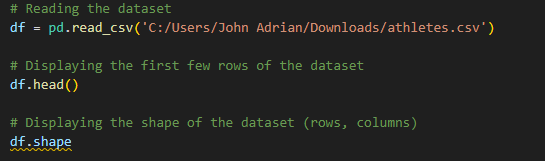 # Reading the dataset
df = pd.read_csv('C:/Users/John Adrian/Downloads/athletes.csv')
# Displaying the first few rows of the dataset
df.head()
# Displaying the shape of the dataset (rows, columns)
df.shape